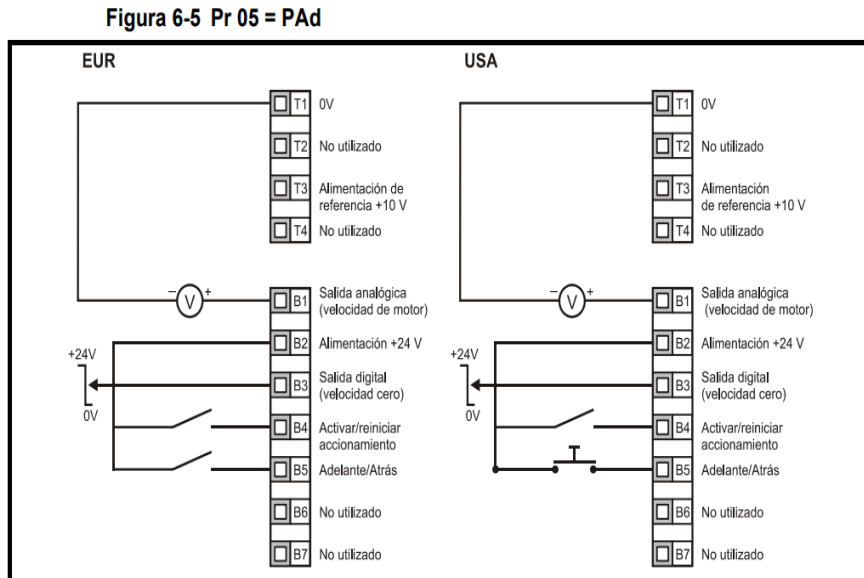 Figura 6-5 Pr 05 = PAd
EUR
T1 0V
T2 No utilizado
T3 Alimentación de
referencia +10 V
T4 No utilizado
− V +
B1 Salida analógica
(velocidad de motor)
B2 Alimentación +24 V
+24V
B3 Salida digital
(velocidad cero)
0V
B4 Activar/reiniciar
accionamiento
B5 Adelante/Atrás
B6 No utilizado
B7 No utilizado
USA
T1 0V
T2 No utilizado
T3 Alimentación
de referencia +10 V
T4 No utilizado
− V +
B1 Salida analógica
(velocidad de motor)
B2 Alimentación +24 V
+24V
B3 Salida digital
(velocidad cero)
0V
B4 Activar/reiniciar
accionamiento
B5 Adelante/Atrás
B6 No utilizado
B7 No utilizado